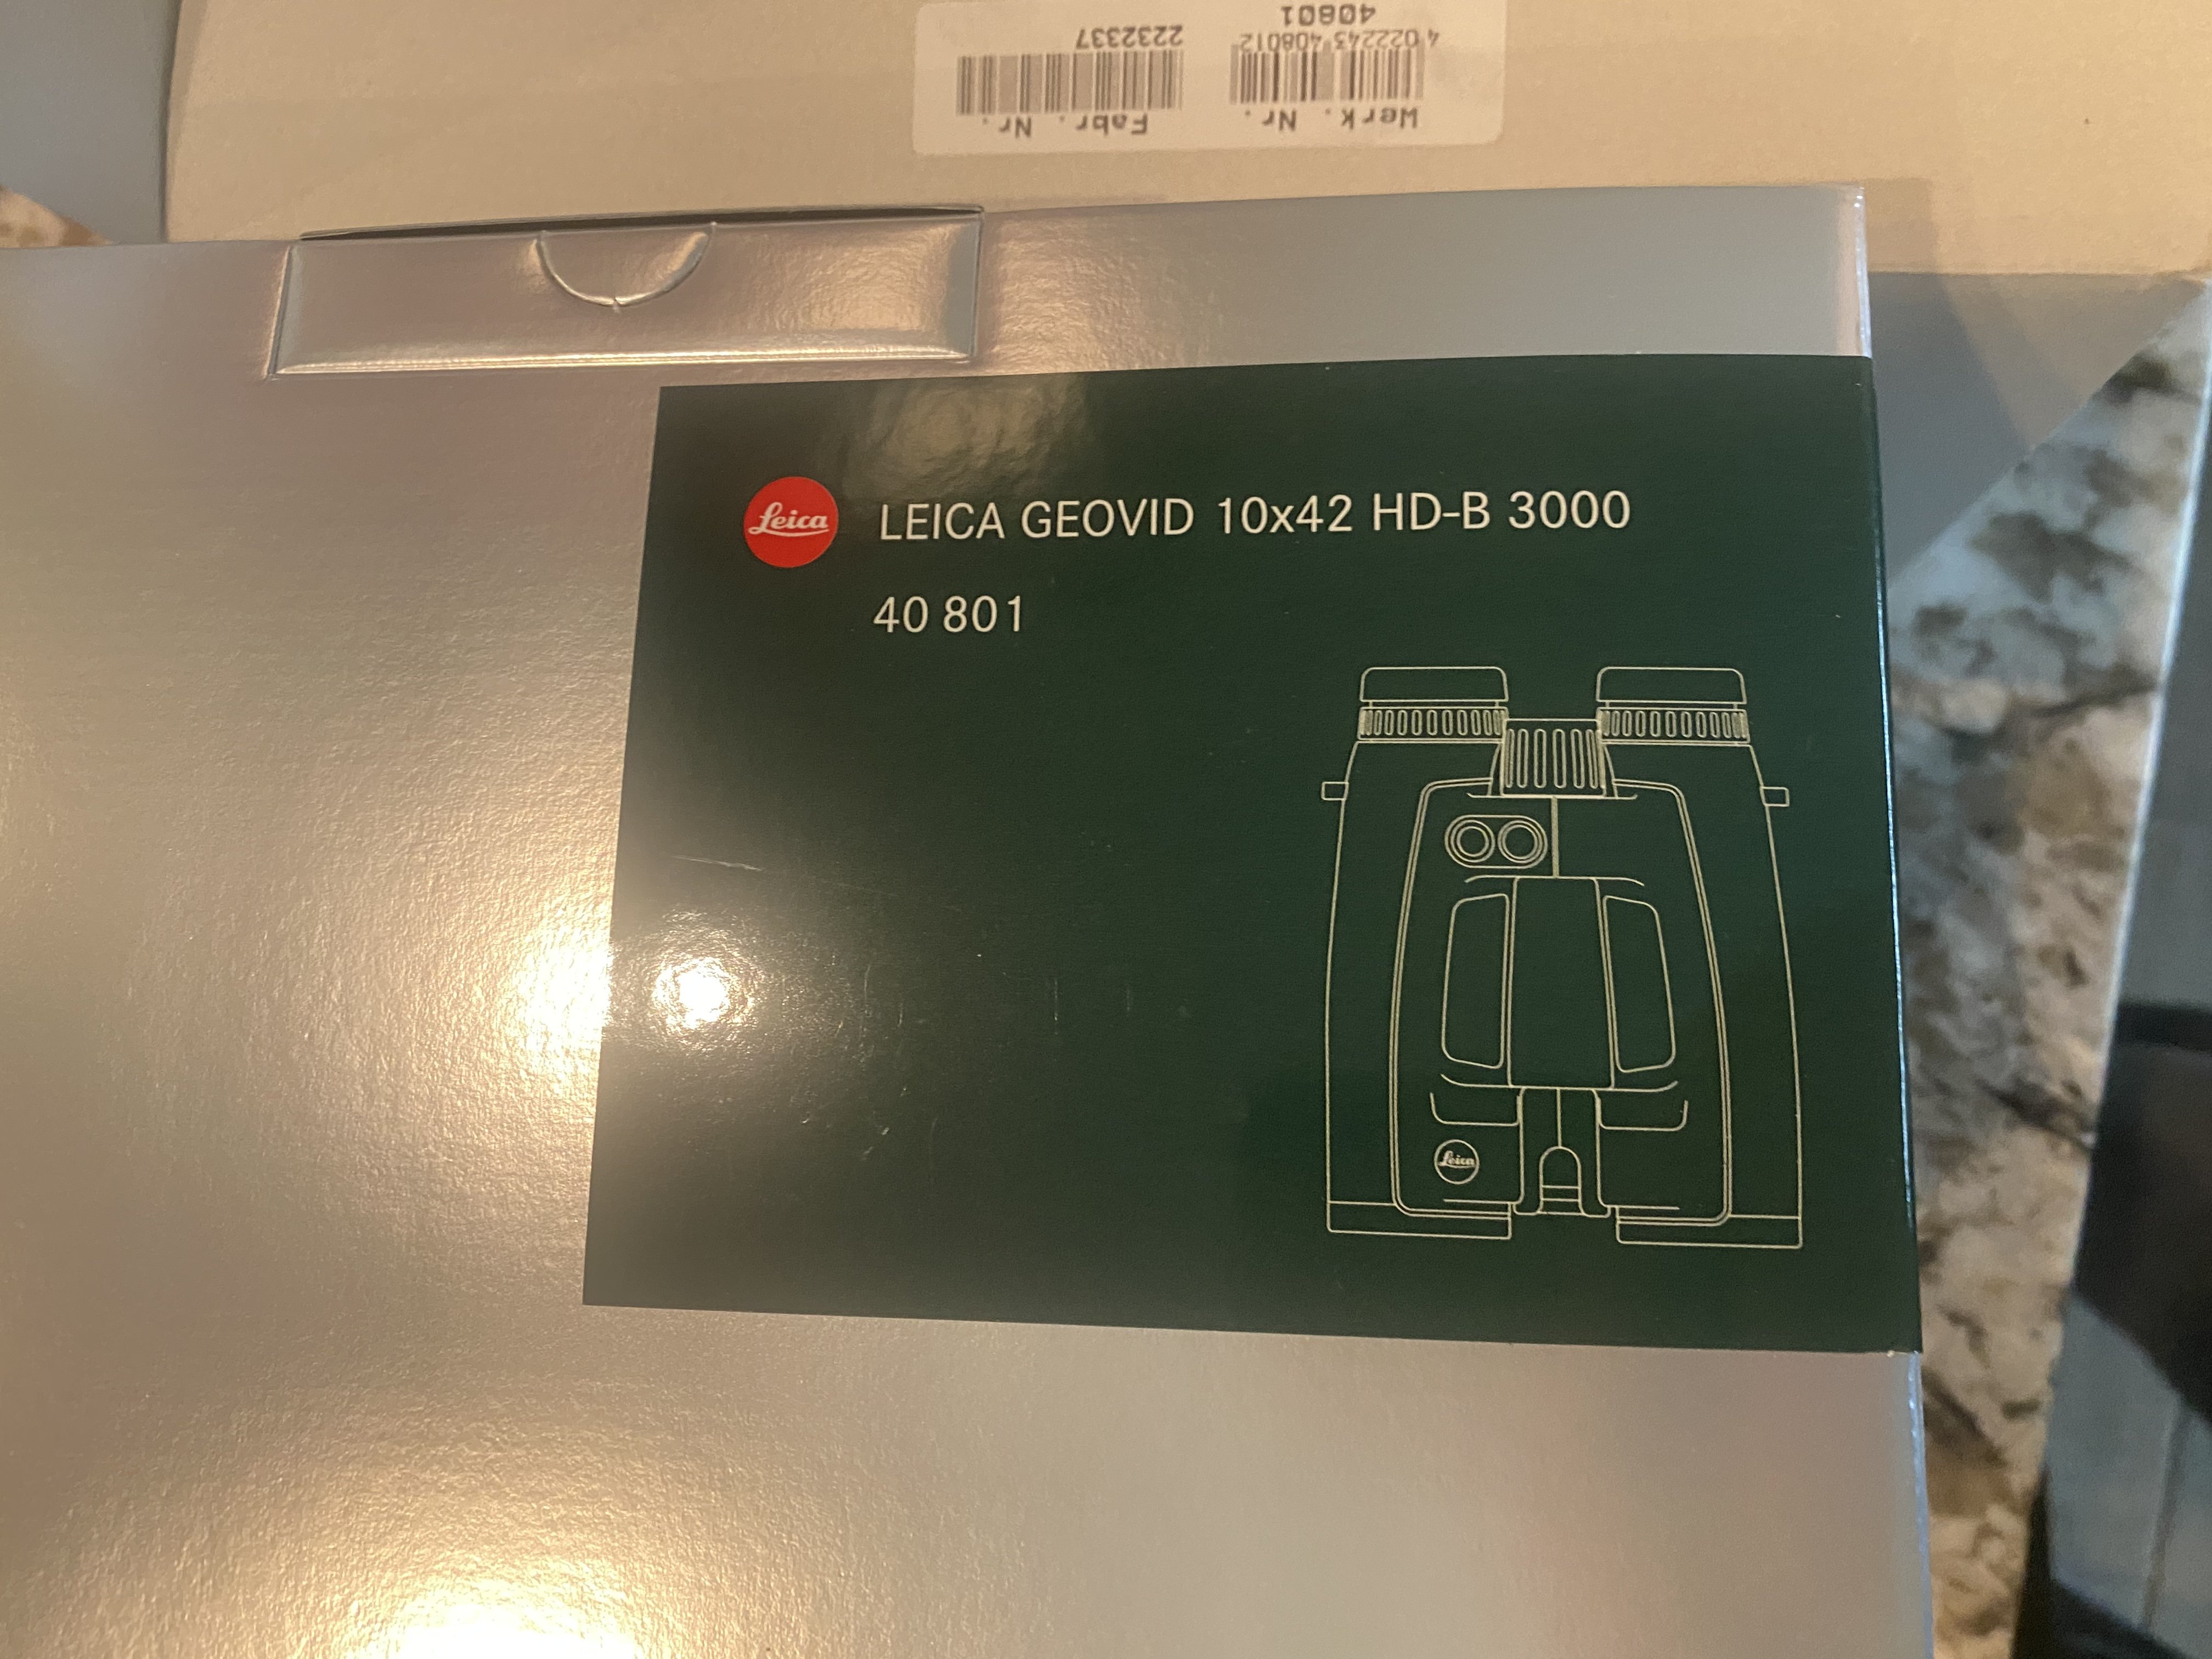 40801
4 022243 408012
2232337
Werk. Nr.
Fabr. Nr.
Leica
LEICA GEOVID 10x42 HD-B 3000
40 801
Leica